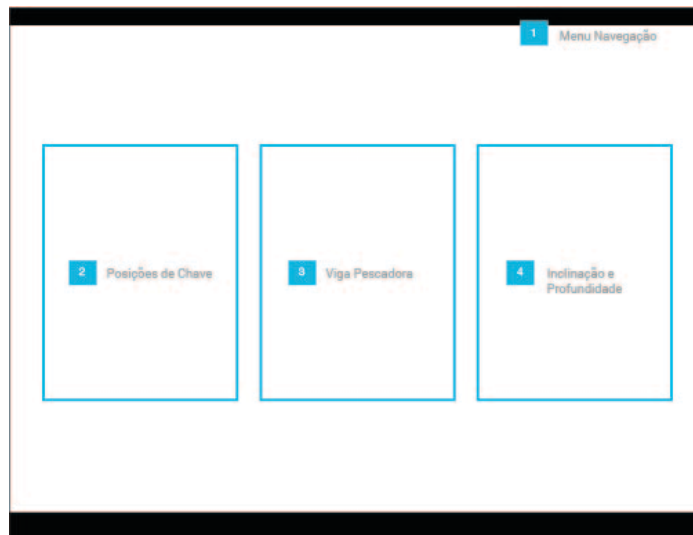 1 Menu Navegação
2 Posições de Chave
3 Viga Pescadora
4 Inclinação e
Profundidade